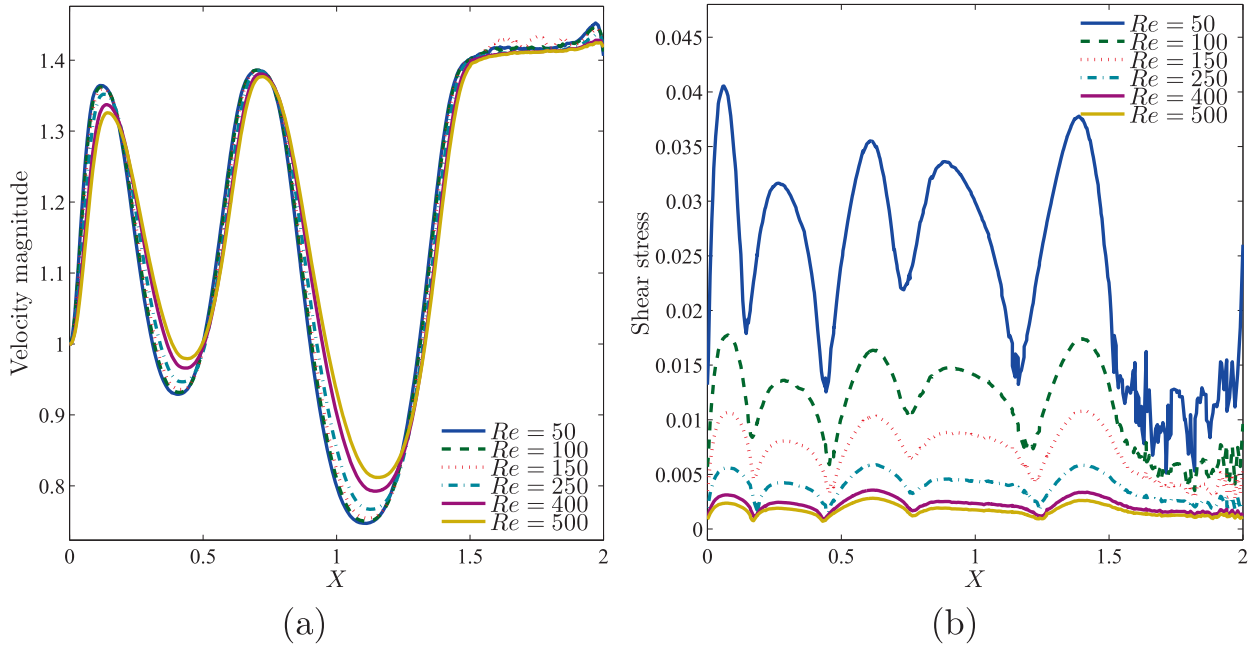 1.4
1.3
1.2
1.1
1
0.9
0.8
Velocity magnitude
Re = 50
Re = 100
Re = 150
Re = 250
Re = 400
Re = 500
0
0.5
1
1.5
2
X
(a)
0.045
0.04
0.035
0.03
0.025
0.02
0.015
0.01
0.005
0
Shear stress
Re = 50
Re = 100
Re = 150
Re = 250
Re = 400
Re = 500
0
0.5
1
1.5
2
X
(b)